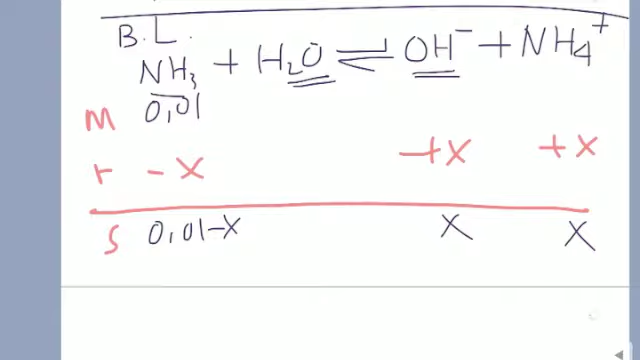 B.L.
NH₃ + H₂O ⇌ OH⁻ + NH₄⁺
M 0,01
r - X +X +X
S 0,01-X X X